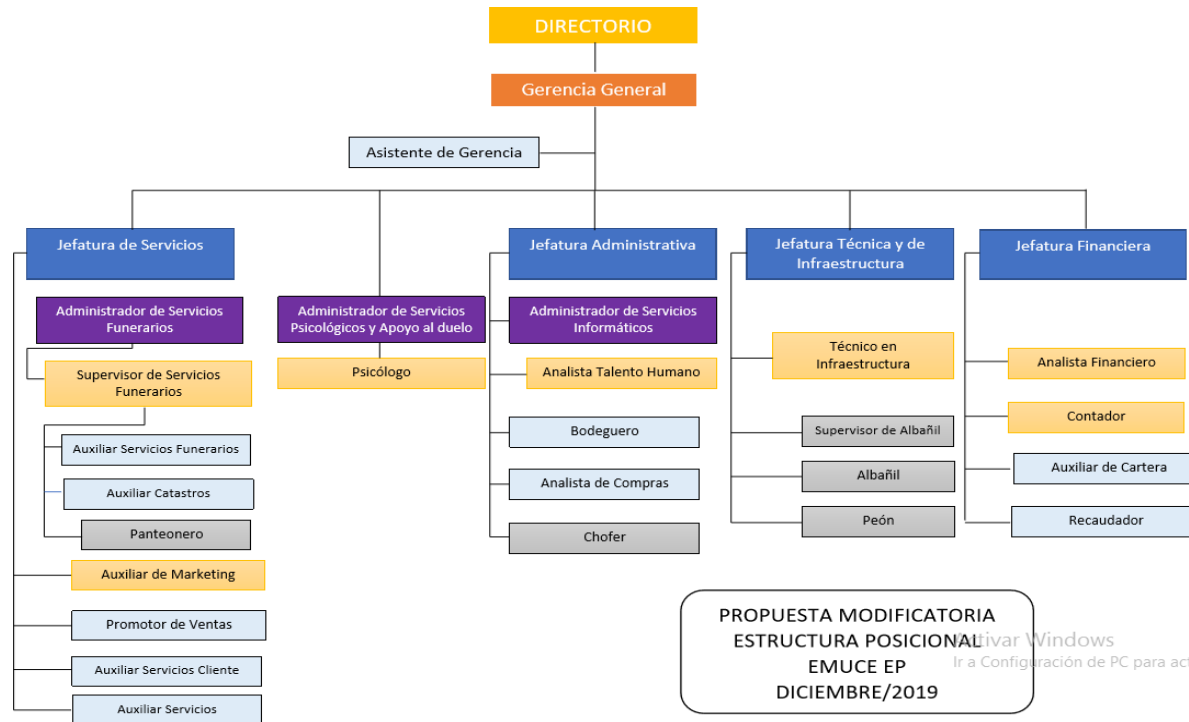 DIRECTORIO
Gerencia General
Asistente de Gerencia
Jefatura de Servicios
Administrador de Servicios
Funerarios
Supervisor de Servicios
Funerarios
Auxiliar Servicios Funerarios
Auxiliar Catastros
Panteonero
Auxiliar de Marketing
Promotor de Ventas
Auxiliar Servicios Cliente
Auxiliar Servicios
Administrador de Servicios
Psicológicos y Apoyo al duelo
Psicólogo
Jefatura Administrativa
Administrador de Servicios
Informáticos
Analista Talento Humano
Bodeguero
Analista de Compras
Chofer
Jefatura Técnica y de
Infraestructura
Técnico en
Infraestructura
Supervisor de Albañil
Albañil
Peón
Jefatura Financiera
Analista Financiero
Contador
Auxiliar de Cartera
Recaudador
PROPUESTA MODIFICATORIA
ESTRUCTURA POSICIONAL
EMUCE EP
DICIEMBRE/2019
Activar Windows
Ir a Configuración de PC para act